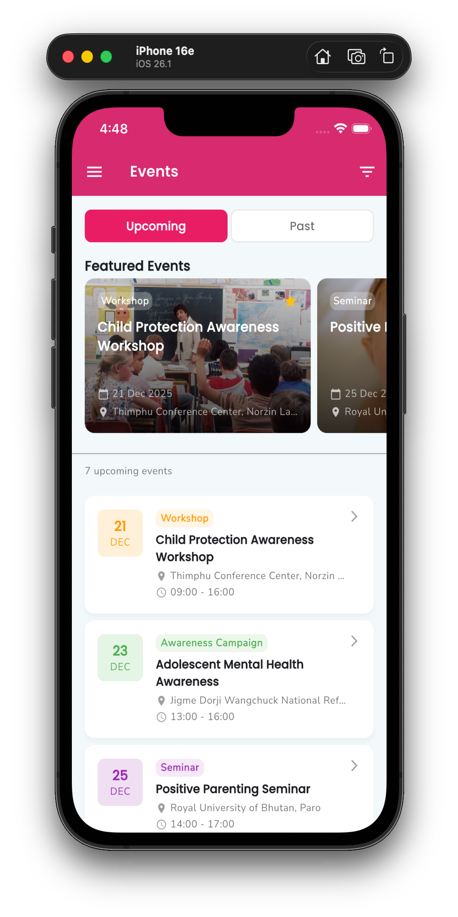 iPhone 16e
iOS 26.1
4:48
Events
Upcoming
Past
Featured Events
Workshop
Child Protection Awareness
Workshop
21 Dec 2025
Thimphu Conference Center, Norzin La...
Seminar
Positive
25 Dec 2
Royal Un
7 upcoming events
21
DEC
Workshop
Child Protection Awareness
Workshop
Thimphu Conference Center, Norzin ...
09:00 - 16:00
23
DEC
Awareness Campaign
Adolescent Mental Health
Awareness
Jigme Dorji Wangchuck National Ref...
13:00 - 16:00
25
DEC
Seminar
Positive Parenting Seminar
Royal University of Bhutan, Paro
14:00 - 17:00